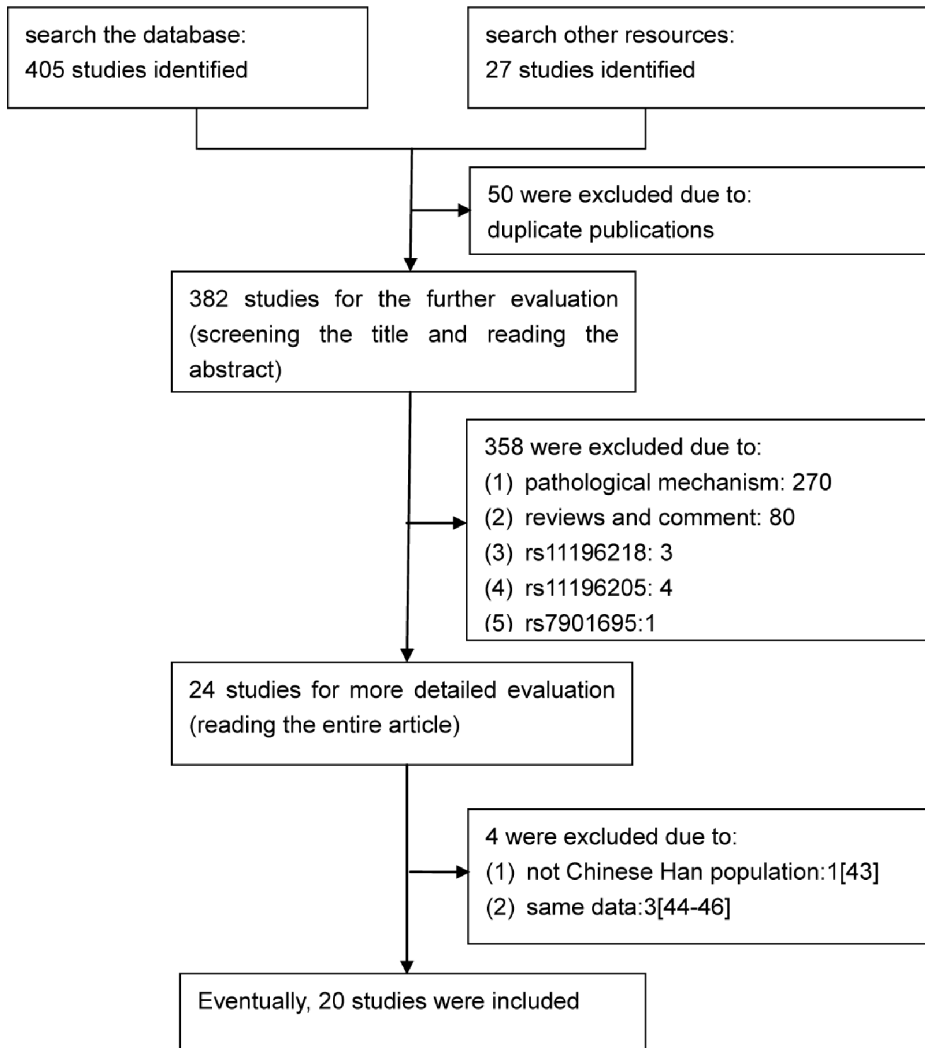 search the database:
405 studies identified
search other resources:
27 studies identified
50 were excluded due to:
duplicate publications
382 studies for the further evaluation
(screening the title and reading the
abstract)
358 were excluded due to:
(1) pathological mechanism: 270
(2) reviews and comment: 80
(3) rs11196218: 3
(4) rs11196205: 4
(5) rs7901695:1
24 studies for more detailed evaluation
(reading the entire article)
4 were excluded due to:
(1) not Chinese Han population:1[43]
(2) same data:3[44-46]
Eventually, 20 studies were included